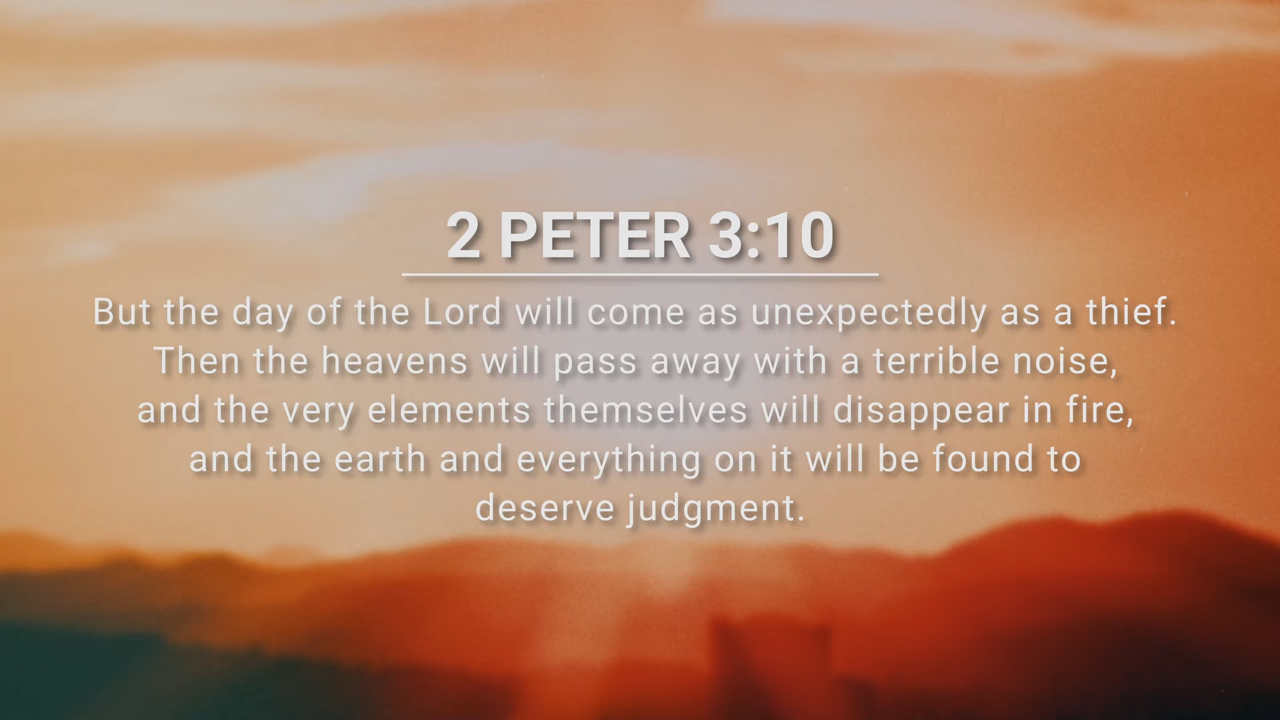 2 PETER 3:10
But the day of the Lord will come as unexpectedly as a thief.
Then the heavens will pass away with a terrible noise,
and the very elements themselves will disappear in fire,
and the earth and everything on it will be found to
deserve judgment.